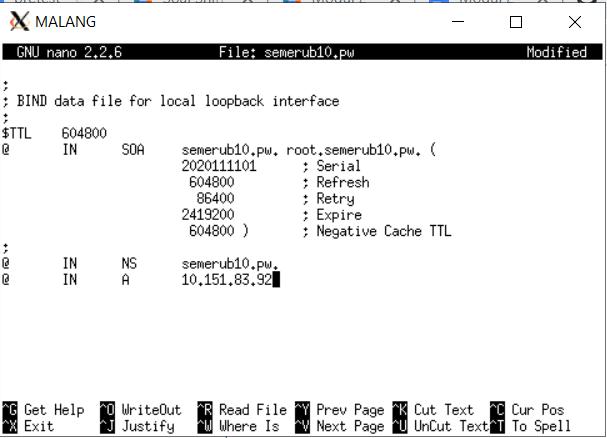 MALANG
GNU nano 2.2.6 File: semerub10.pw Modified
;
; BIND data file for local loopback interface
;
$TTL 604800
@ IN SOA semerub10.pw. root.semerub10.pw. (
2020111101 ; Serial
604800 ; Refresh
86400 ; Retry
2419200 ; Expire
604800 ) ; Negative Cache TTL
;
@ IN NS semerub10.pw.
@ IN A 10.151.83.92
^G Get Help ^O WriteOut ^R Read File ^Y Prev Page ^K Cut Text ^C Cur Pos
^X Exit ^J Justify ^W Where Is ^V Next Page ^U UnCut Text ^T To Spell